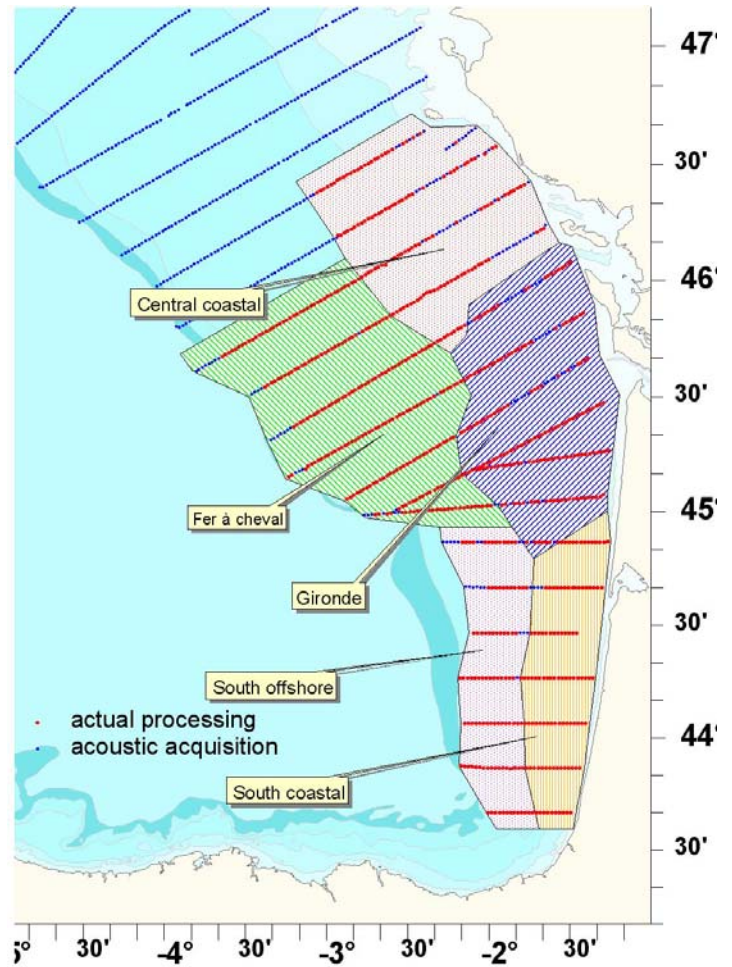 47°
30'
Central coastal
46°
30'
Fer à cheval
45°
Gironde
30'
South offshore
actual processing
acoustic acquisition
44°
South coastal
30'
5° 30' -4° 30' -3° 30' -2° 30'